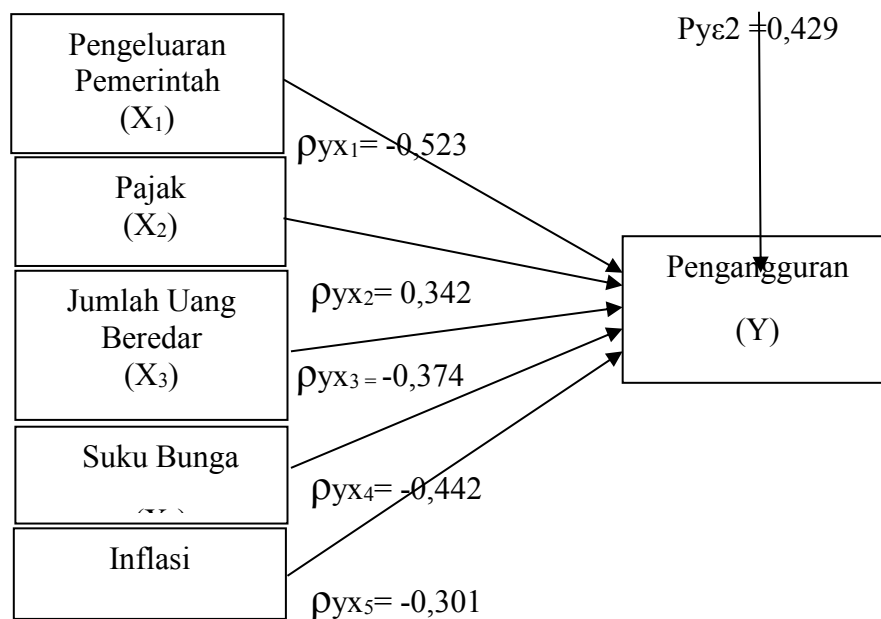 Pengeluaran
Pemerintah
(X₁)
Pyε2 =0,429
ρyx₁= -0,523
Pajak
(X₂)
ρyx₂= 0,342
Jumlah Uang
Beredar
(X₃)
ρyx₃ = -0,374
Pengangguran
(Y)
Suku Bunga
ρyx₄= -0,442
Inflasi
ρyx₅= -0,301